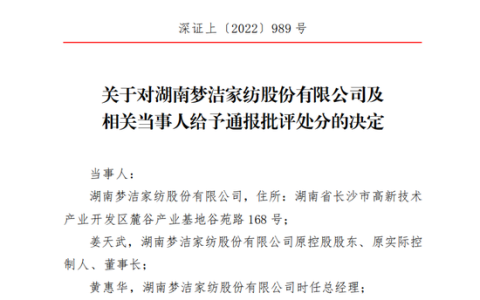 深证上〔2022〕989 号
关于对湖南梦洁家纺股份有限公司及
相关当事人给予通报批评处分的决定
当事人：
湖南梦洁家纺股份有限公司，住所：湖南省长沙市高新技术
产业开发区麓谷产业基地谷苑路 168 号；
姜天武，湖南梦洁家纺股份有限公司原控股股东、原实际控
制人、董事长；
黄惠华，湖南梦洁家纺股份有限公司时任总经理；